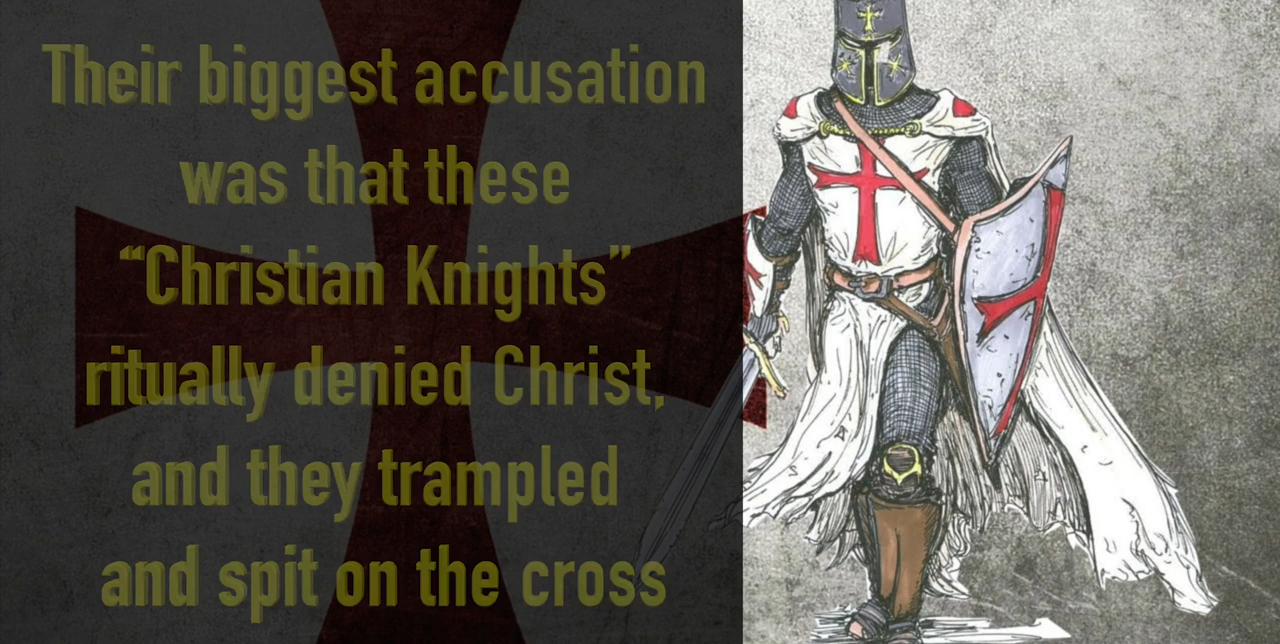 Their biggest accusation
was that these
“Christian Knights”
ritually denied Christ,
and they trampled
and spit on the cross